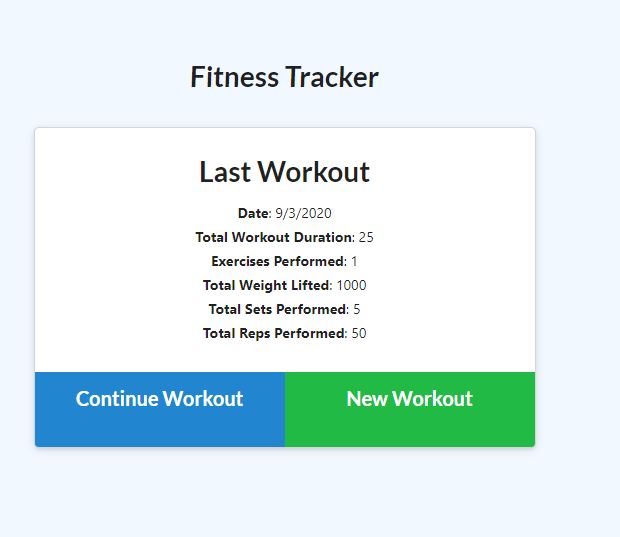 Fitness Tracker
Last Workout
Date: 9/3/2020
Total Workout Duration: 25
Exercises Performed: 1
Total Weight Lifted: 1000
Total Sets Performed: 5
Total Reps Performed: 50
Continue Workout
New Workout